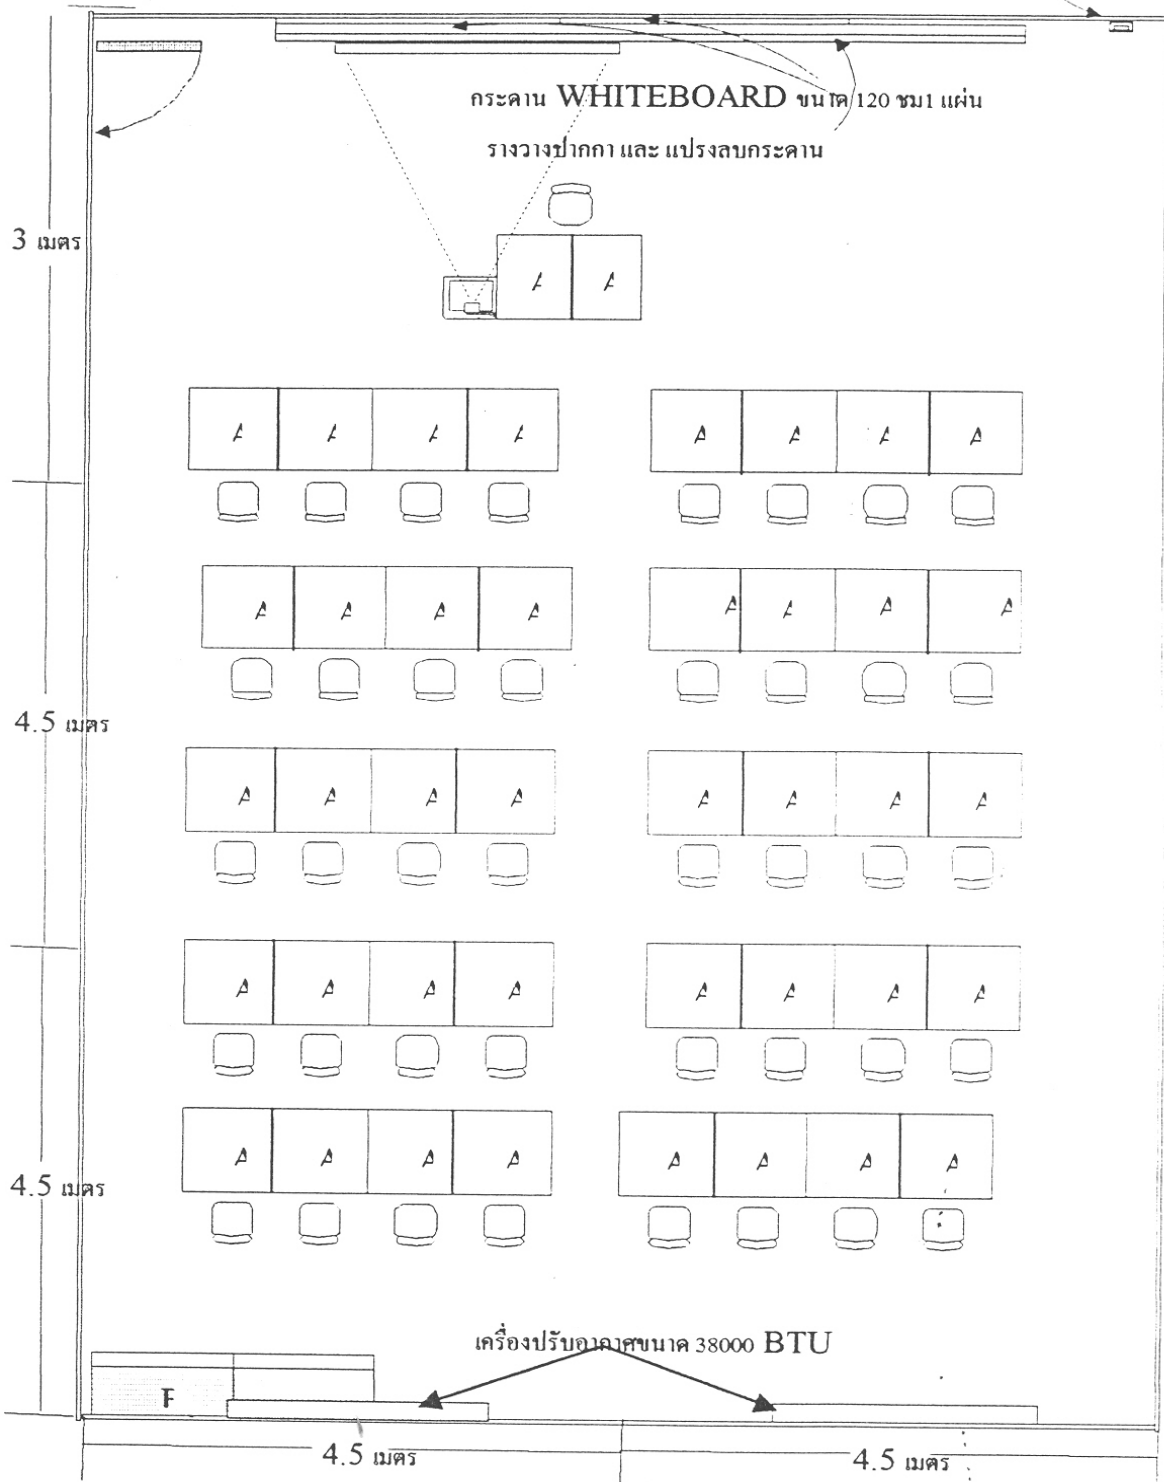 กระดาน WHITEBOARD ขนาด 120 ซม1 แผ่น
รางวางปากกา และ แปรงลบกระดาน
3 เมตร
A A
A A A A A A A A
A A A A A A A A
4.5 เมตร
A A A A A A A A
A A A A A A A A
A A A A A A A A
4.5 เมตร
เครื่องปรับอากาศขนาด 38000 BTU
F
4.5 เมตร 4.5 เมตร